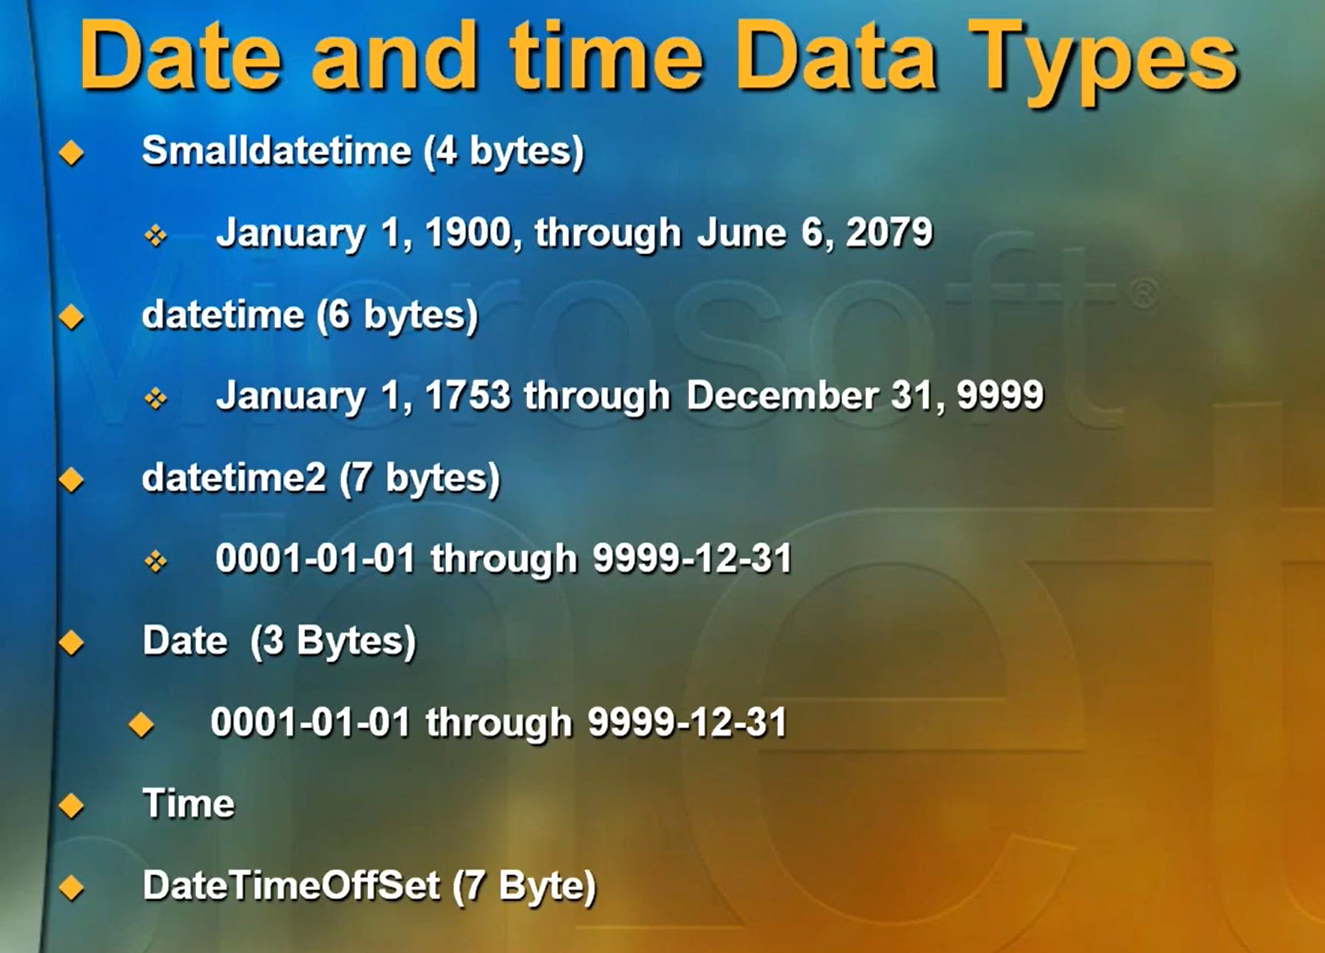 Date and time Data Types
Smalldatetime (4 bytes)
January 1, 1900, through June 6, 2079
datetime (6 bytes)
January 1, 1753 through December 31, 9999
datetime2 (7 bytes)
0001-01-01 through 9999-12-31
Date  (3 Bytes)
0001-01-01 through 9999-12-31
Time
DateTimeOffSet (7 Byte)
Microsoft®
.net